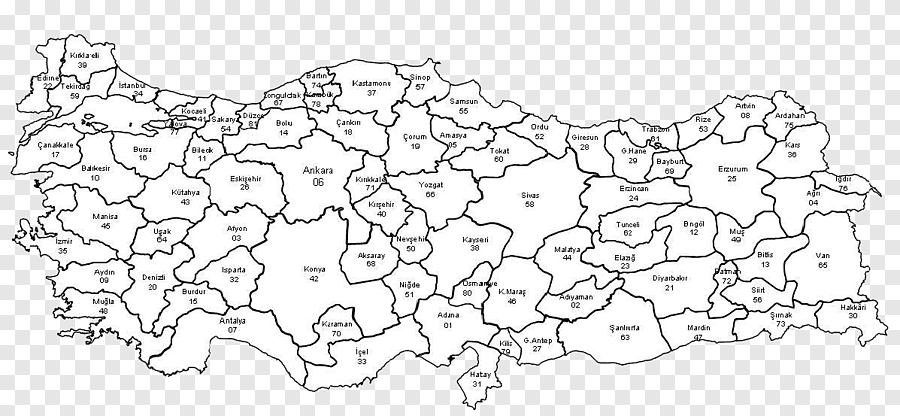 Kırklareli
39
Edirne
22
Tekirdağ
59
İstanbul
34
Kocaeli
41
Yalova
77
Sakarya
54
Düzce
81
Zonguldak
67
Bartın
74
Karabük
78
Kastamonu
37
Sinop
57
Samsun
55
Ordu
52
Giresun
28
Trabzon
61
Rize
53
Artvin
08
Ardahan
75
Kars
36
Iğdır
76
Ağrı
04
Çanakkale
17
Balıkesir
10
Bursa
16
Bilecik
11
Bolu
14
Çankırı
18
Çorum
19
Amasya
05
Tokat
60
G.Hane
29
Bayburt
69
Erzurum
25
Kütahya
43
Eskişehir
26
Ankara
06
Kırıkkale
71
Kırşehir
40
Yozgat
66
Sivas
58
Erzincan
24
Tunceli
62
Bingöl
12
Muş
49
Bitlis
13
Van
65
Manisa
45
İzmir
35
Uşak
64
Afyon
03
Aydın
09
Denizli
20
Muğla
48
Burdur
15
Isparta
32
Antalya
07
Konya
42
Aksaray
68
Nevşehir
50
Kayseri
38
Niğde
51
Karaman
70
İçel
33
Adana
01
Osmaniye
80
K.Maraş
46
Malatya
44
Elazığ
23
Adıyaman
02
Diyarbakır
21
Batman
72
Siirt
56
Şırnak
73
Hakkâri
30
Mardin
47
Şanlıurfa
63
G.Antep
27
Kilis
79
Hatay
31